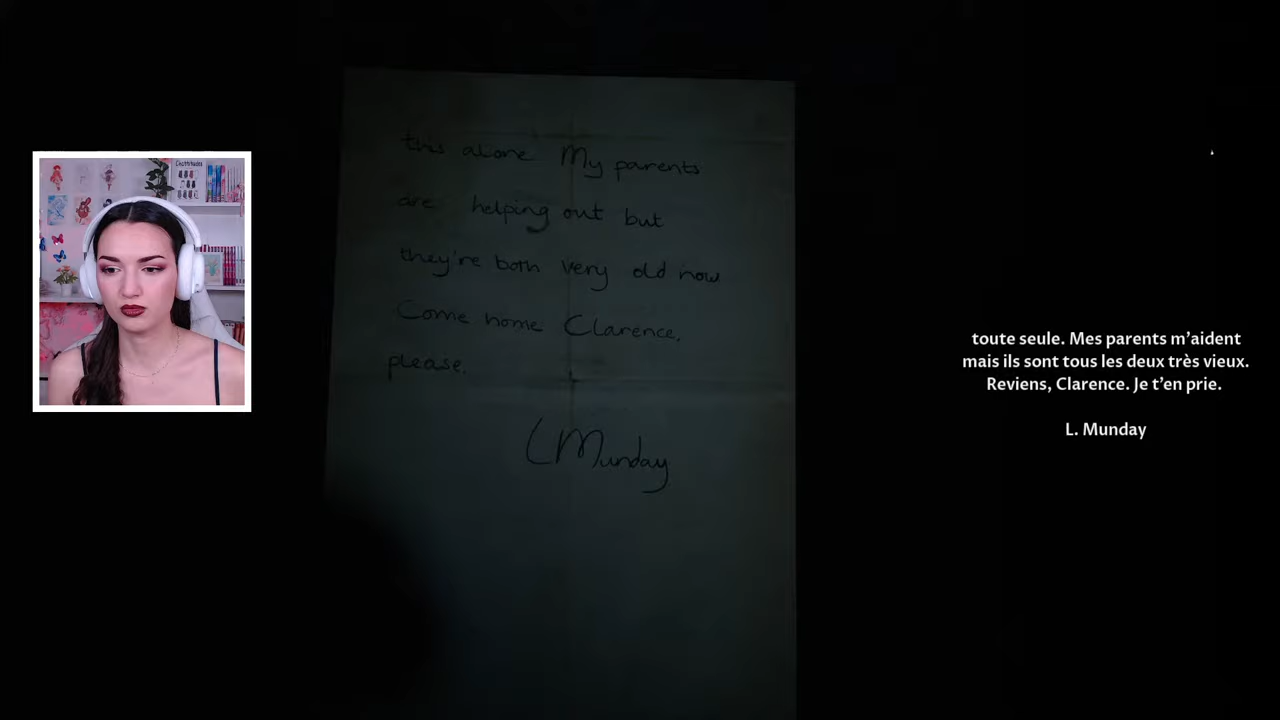 this alone My parents
are helping out but
they're both very old now
Come home Clarence.
please.
L Munday
toute seule. Mes parents m'aident
mais ils sont tous les deux très vieux.
Reviens, Clarence. Je t'en prie.
L. Munday